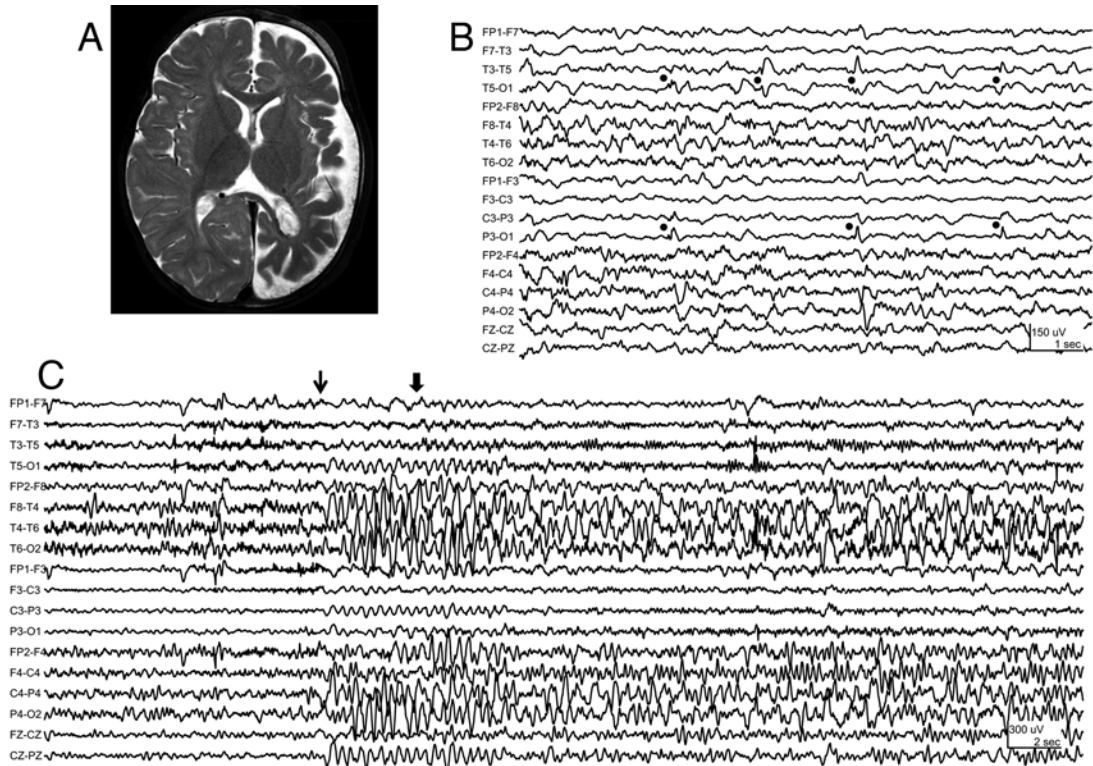 A
B
FP1-F7
F7-T3
T3-T5
T5-O1
FP2-F8
F8-T4
T4-T6
T6-O2
FP1-F3
F3-C3
C3-P3
P3-O1
FP2-F4
F4-C4
C4-P4
P4-O2
FZ-CZ
CZ-PZ
150 uV
1 sec
C
FP1-F7
F7-T3
T3-T5
T5-O1
FP2-F8
F8-T4
T4-T6
T6-O2
FP1-F3
F3-C3
C3-P3
P3-O1
FP2-F4
F4-C4
C4-P4
P4-O2
FZ-CZ
CZ-PZ
300 uV
2 sec